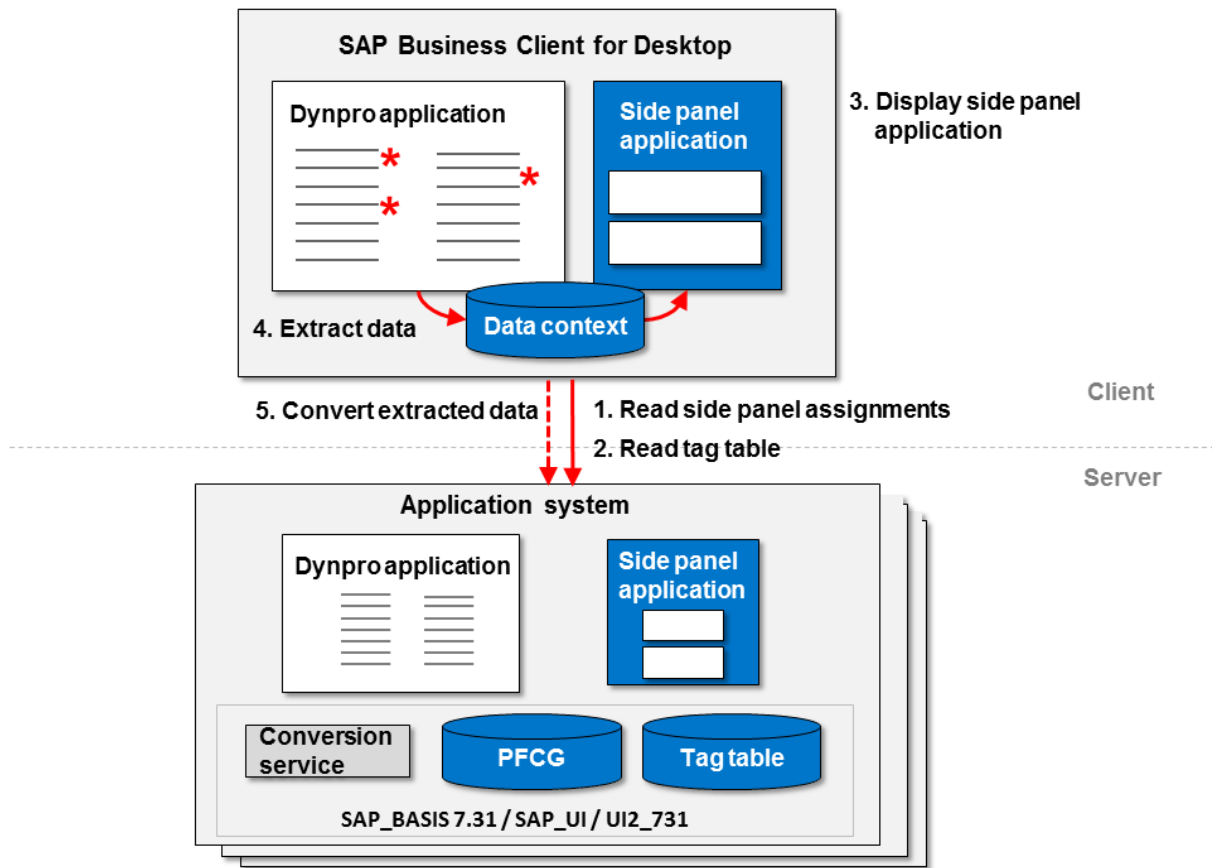 SAP Business Client for Desktop
Dynpro application
*
*
*
Side panel
application
3. Display side panel
application
4. Extract data
Data context
5. Convert extracted data
1. Read side panel assignments
2. Read tag table
Client
Server
Application system
Dynpro application
Side panel
application
Conversion
service
PFCG
Tag table
SAP_BASIS 7.31 / SAP_UI / UI2_731